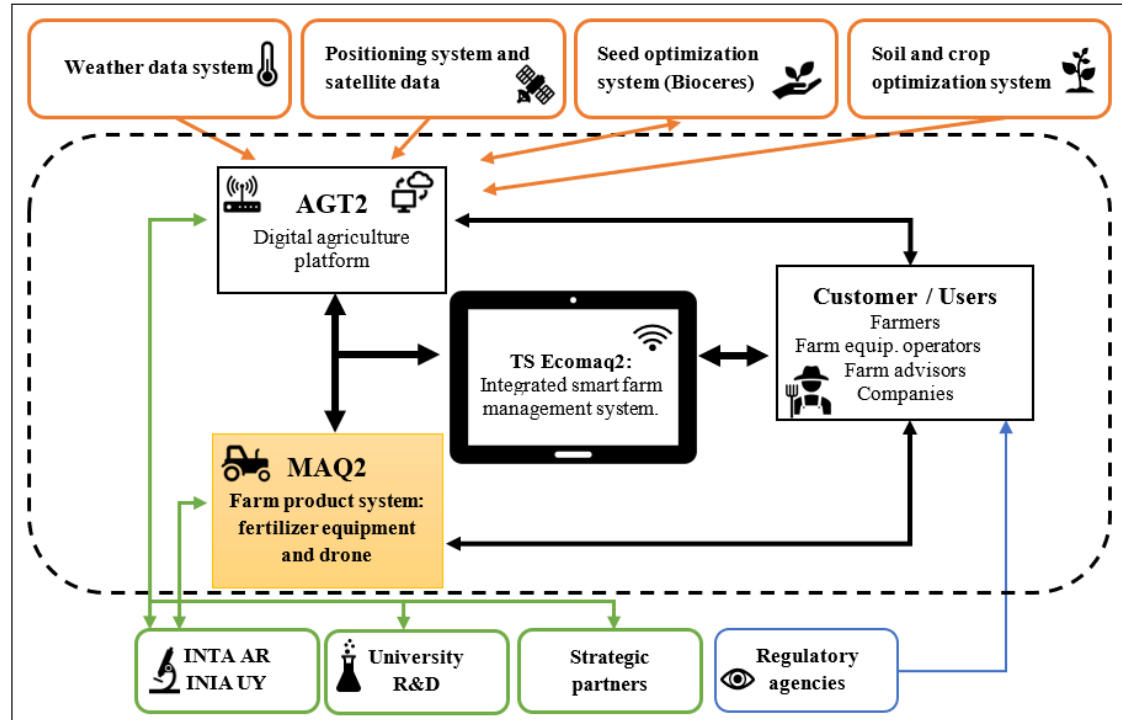 Weather data system
Positioning system and
satellite data
Seed optimization
system (Bioceres)
Soil and crop
optimization system
AGT2
Digital agriculture
platform
Customer / Users
Farmers
Farm equip. operators
Farm advisors
Companies
TS Ecomaq2:
Integrated smart farm
management system.
MAQ2
Farm product system:
fertilizer equipment
and drone
INTA AR
INIA UY
University
R&D
Strategic
partners
Regulatory
agencies